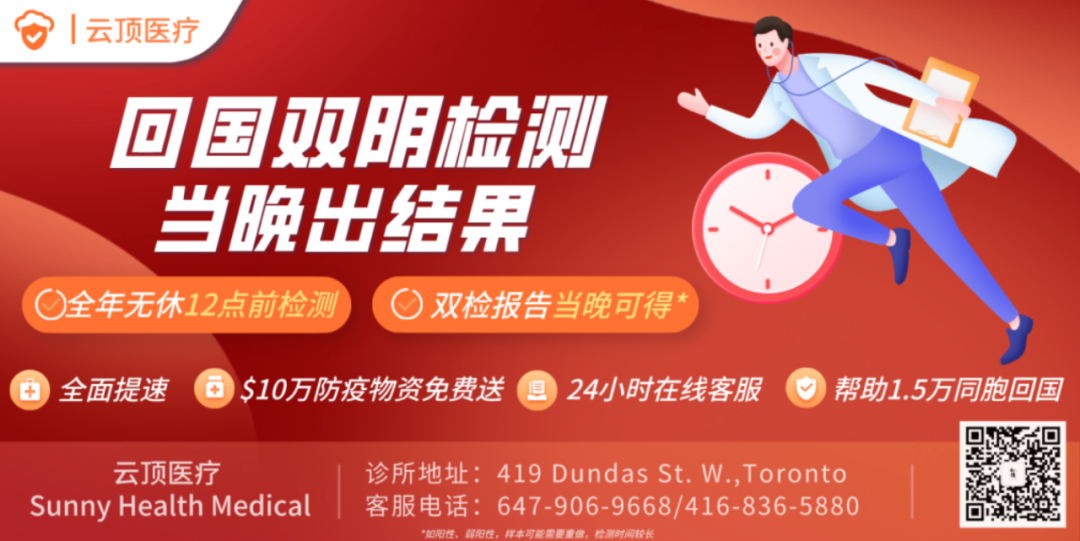 云顶医疗
回国双明检测
当晚出结果
全年无休12点前检测
双检报告当晚可得*
全面提速
$10万防疫物资免费送
24小时在线客服
帮助1.5万同胞回国
云顶医疗
Sunny Health Medical
诊所地址：419 Dundas St. W.,Toronto
客服电话：647-906-9668/416-836-5880
*如阳性、弱阳性，样本可能需要重做，检测时间较长